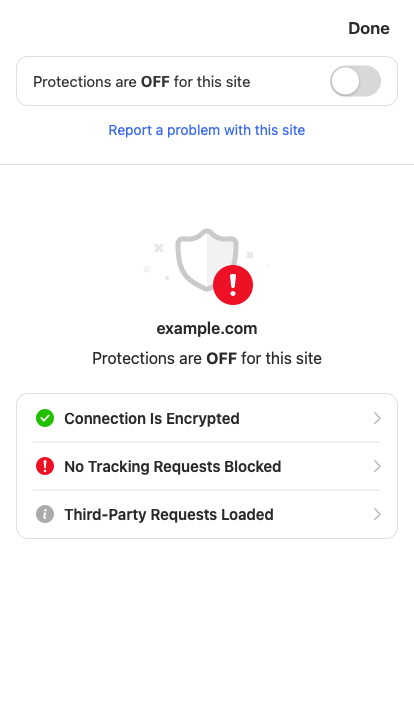 Done
Protections are OFF for this site
Report a problem with this site
example.com
Protections are OFF for this site
Connection Is Encrypted
No Tracking Requests Blocked
Third-Party Requests Loaded